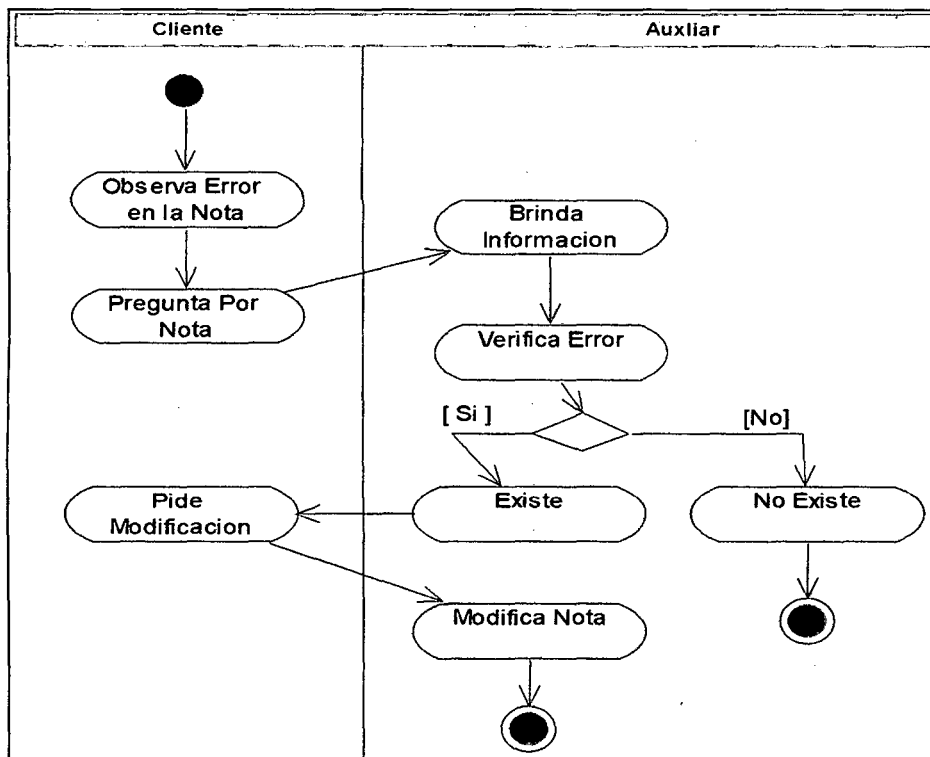 Cliente
Auxliar
Observa Error
en la Nota
Brinda
Informacion
Pregunta Por
Nota
Verifica Error
[ Si ]
[No]
Pide
Modificacion
Existe
No Existe
Modifica Nota